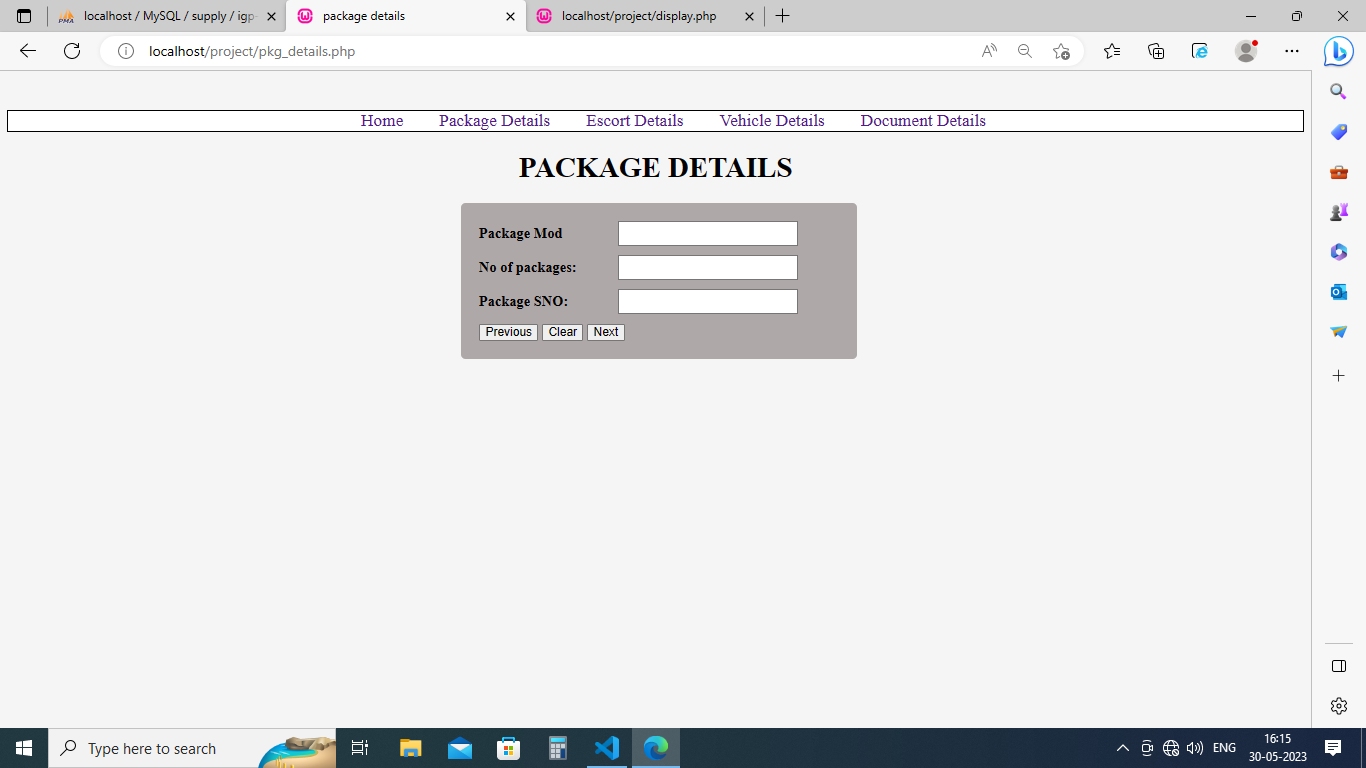 localhost / MySQL / supply / igp-
package details
localhost/project/display.php
localhost/project/pkg_details.php
Home Package Details Escort Details Vehicle Details Document Details
PACKAGE DETAILS
Package Mod
No of packages:
Package SNO:
Previous Clear Next
Type here to search
ENG
16:15
30-05-2023